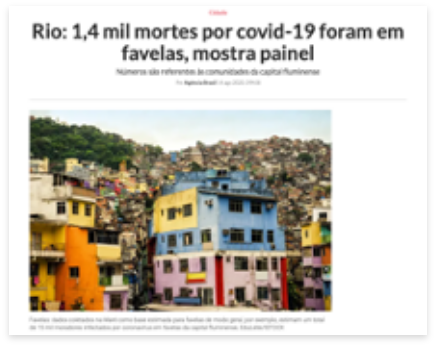 Cidade
Rio: 1,4 mil mortes por covid-19 foram em
favelas, mostra painel
Números são referentes às comunidades da capital fluminense
Por Agência Brasil
Favelas: dados coletados na Maré como base estimada para favelas de modo geral, por exemplo, estimam um total
de 15 mil moradores infectados por coronavírus em favelas da capital fluminense.